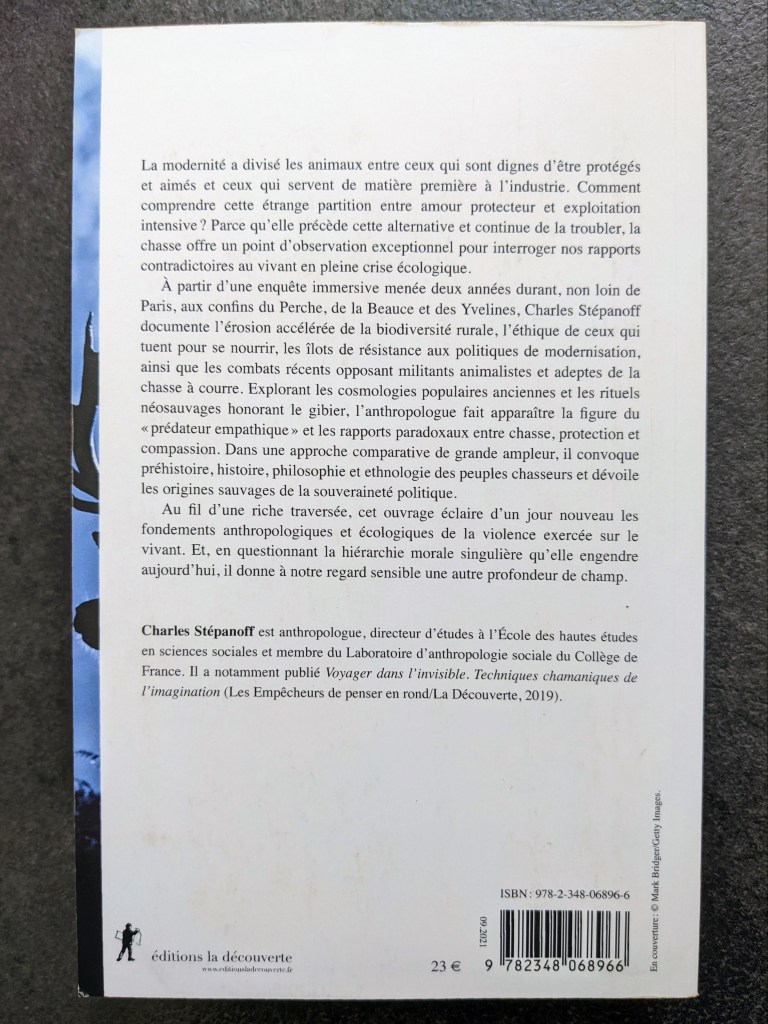 La modernité a divisé les animaux entre ceux qui sont dignes d'être protégés
et aimés et ceux qui servent de matière première à l'industrie. Comment
comprendre cette étrange partition entre amour protecteur et exploitation
intensive ? Parce qu'elle précède cette alternative et continue de la troubler, la
chasse offre un point d'observation exceptionnel pour interroger nos rapports
contradictoires au vivant en pleine crise écologique.
À partir d'une enquête immersive menée deux années durant, non loin de
Paris, aux confins du Perche, de la Beauce et des Yvelines, Charles Stépanoff
documente l'érosion accélérée de la biodiversité rurale, l'éthique de ceux qui
tuent pour se nourrir, les îlots de résistance aux politiques de modernisation,
ainsi que les combats récents opposant militants animalistes et adeptes de la
chasse à courre. Explorant les cosmologies populaires anciennes et les rituels
néosauvages honorant le gibier, l'anthropologue fait apparaître la figure du
« prédateur empathique » et les rapports paradoxaux entre chasse, protection et
compassion. Dans une approche comparative de grande ampleur, il convoque
préhistoire, histoire, philosophie et ethnologie des peuples chasseurs et dévoile
les origines sauvages de la souveraineté politique.
Au fil d'une riche traversée, cet ouvrage éclaire d'un jour nouveau les
fondements anthropologiques et écologiques de la violence exercée sur le
vivant. Et, en questionnant la hiérarchie morale singulière qu'elle engendre
aujourd'hui, il donne à notre regard sensible une autre profondeur de champ.
Charles Stépanoff est anthropologue, directeur d'études à l'École des hautes études
en sciences sociales et membre du Laboratoire d'anthropologie sociale du Collège de
France. Il a notamment publié Voyager dans l'invisible. Techniques chamaniques de
l'imagination (Les Empêcheurs de penser en rond/La Découverte, 2019).
éditions la découverte
www.editionsladecouverte.fr
23 €
ISBN : 978-2-348-06896-6
09.2021
9 782348 068966
En couverture : © Mark Bridger/Getty Images.